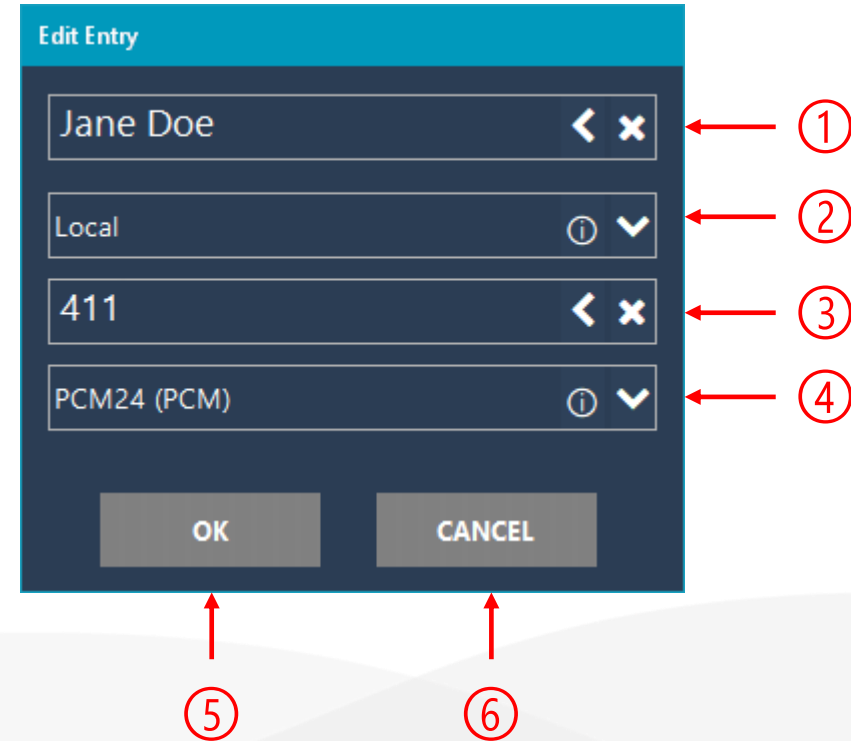 Edit Entry
Jane Doe
1
Local
2
411
3
PCM24 (PCM)
4
OK CANCEL
5 6